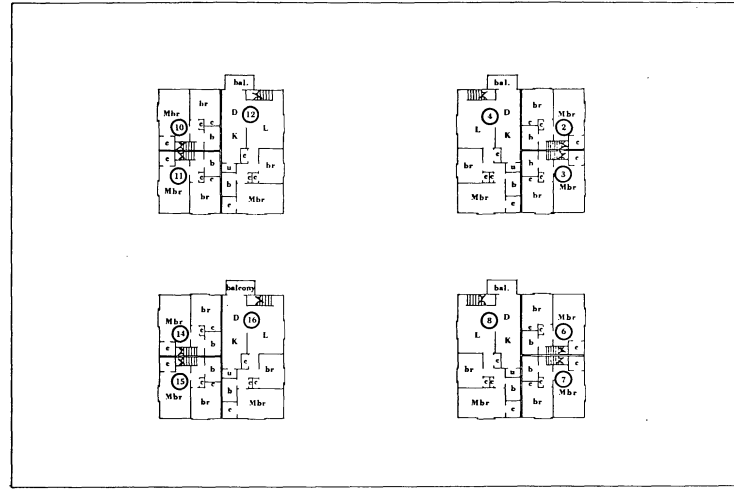 bal. bal.
br D 12 4 D br
Mbr Mbr
10 c L L c 2
K K
c b b c
c c c c
11 b u br br u b 3
c c c c c c c c
Mbr b Mbr Mbr b Mbr
br c c br
balcony bal.
br D 16 8 D br
Mbr Mbr
14 c L L c 6
K K
c b b c
c c c c
15 b u br br u b 7
c c c c c c c c
Mbr b Mbr Mbr b Mbr
br c c br